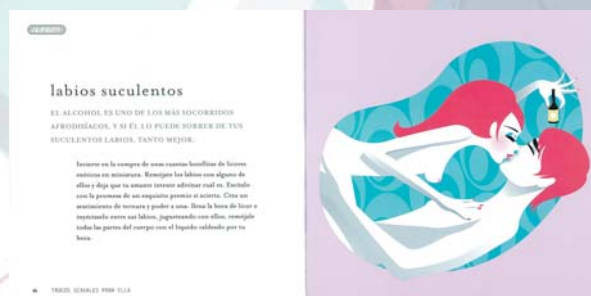 labios suculentos
EL ALCOHOL ES UNO DE LOS MÁS SOCORRIDOS
AFRODISÍACOS, Y SI ÉL LO PUEDE SORBER DE TUS
SUCULENTOS LABIOS, TANTO MEJOR.
Invierte en la compra de unas cuantas botellitas de licores
exóticos en miniatura. Remójate los labios con alguno de
ellos y deja que tu amante intente adivinar cuál es. Excítalo
con la promesa de un exquisito premio si acierta. Crea un
sentimiento de ternura y poder a una: llena la boca de licor e
inyéctaselo entre sus labios, jugueteando con ellos, remójale
todas las partes del cuerpo con el líquido saliendo por tu
boca.
TRUCOS GENIALES PARA ELLA